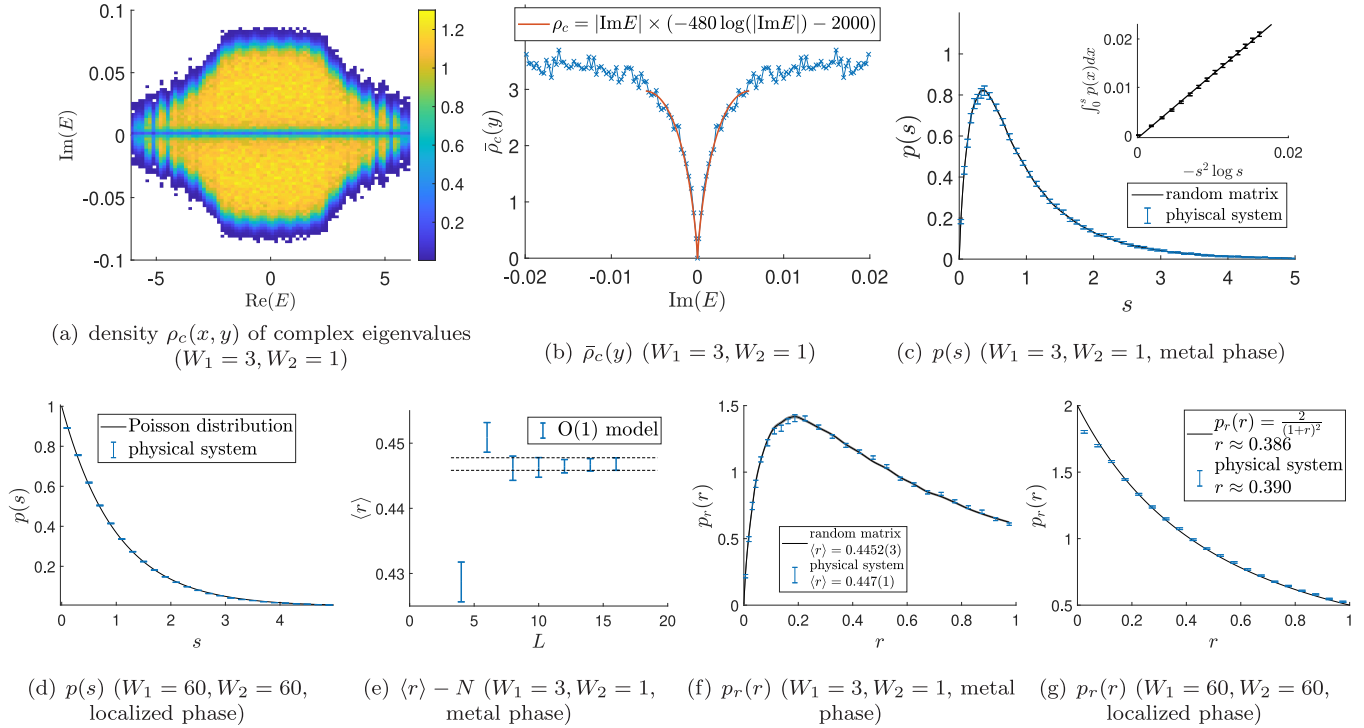 0.1
0.05
0
-0.05
-0.1
-5
0
5
Im(E)
Re(E)
1.2
1
0.8
0.6
0.4
0.2
(a) density ρ_c(x, y) of complex eigenvalues
(W₁ = 3, W₂ = 1)
ρ_c = |ImE| × (−480 log(|ImE|) − 2000)
3
2
1
0
-0.02
-0.01
0
0.01
0.02
ρ̄_c(y)
Im(E)
(b) ρ̄_c(y) (W₁ = 3, W₂ = 1)
1
0.8
0.6
0.4
0.2
0
0
1
2
3
4
5
p(s)
s
0.02
0.01
0
0
0.02
∫₀ˢ p(x)dx
−s² log s
random matrix
phyiscal system
(c) p(s) (W₁ = 3, W₂ = 1, metal phase)
1
0.8
0.6
0.4
0.2
0
1
2
3
4
p(s)
s
Poisson distribution
physical system
(d) p(s) (W₁ = 60, W₂ = 60,
localized phase)
0.45
0.44
0.43
0
5
10
15
20
⟨r⟩
L
O(1) model
(e) ⟨r⟩ − N (W₁ = 3, W₂ = 1,
metal phase)
1.5
1
0.5
0
0
0.2
0.4
0.6
0.8
1
p_r(r)
r
random matrix
⟨r⟩ = 0.4452(3)
physical system
⟨r⟩ = 0.447(1)
(f) p_r(r) (W₁ = 3, W₂ = 1, metal
phase)
2
1.5
1
0.5
0
0.2
0.4
0.6
0.8
1
p_r(r)
r
p_r(r) = 2/(1+r)²
r ≈ 0.386
physical system
r ≈ 0.390
(g) p_r(r) (W₁ = 60, W₂ = 60,
localized phase)